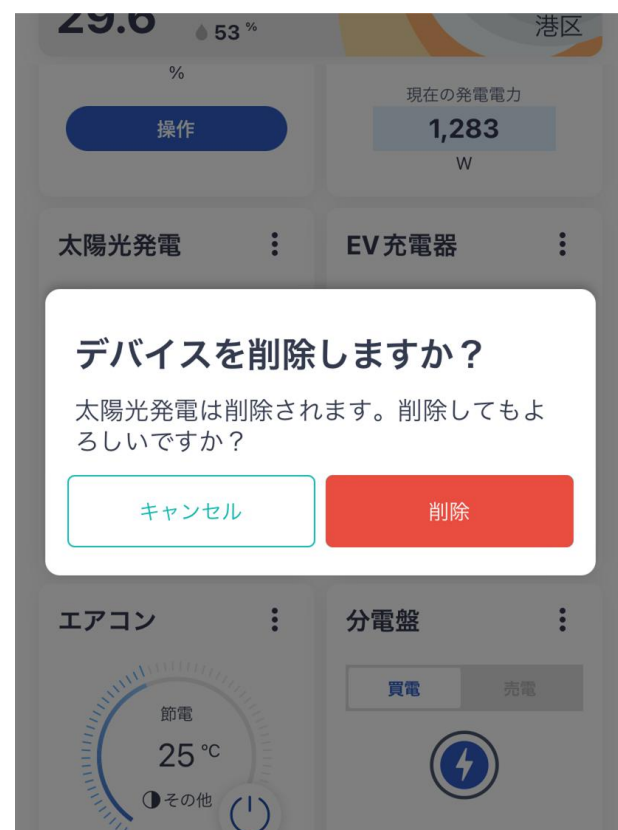 29.6
53 %
港区
%
操作
現在の発電電力
1,283
W
太陽光発電
EV充電器
デバイスを削除しますか？
太陽光発電は削除されます。削除してもよ
ろしいですか？
キャンセル
削除
エアコン
分電盤
節電
25 °C
その他
買電
売電